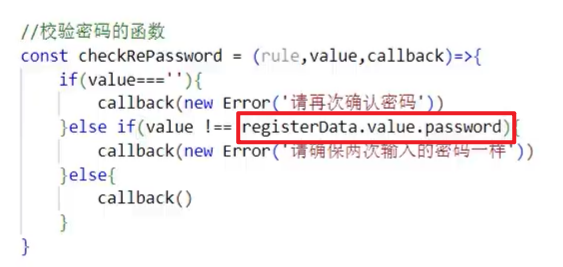 //校验密码的函数
const checkRePassword = (rule,value,callback)=>{
if(value===''){
callback(new Error('请再次确认密码'))
}else if(value !== registerData.value.password){
callback(new Error('请确保两次输入的密码一样'))
}else{
callback()
}
}